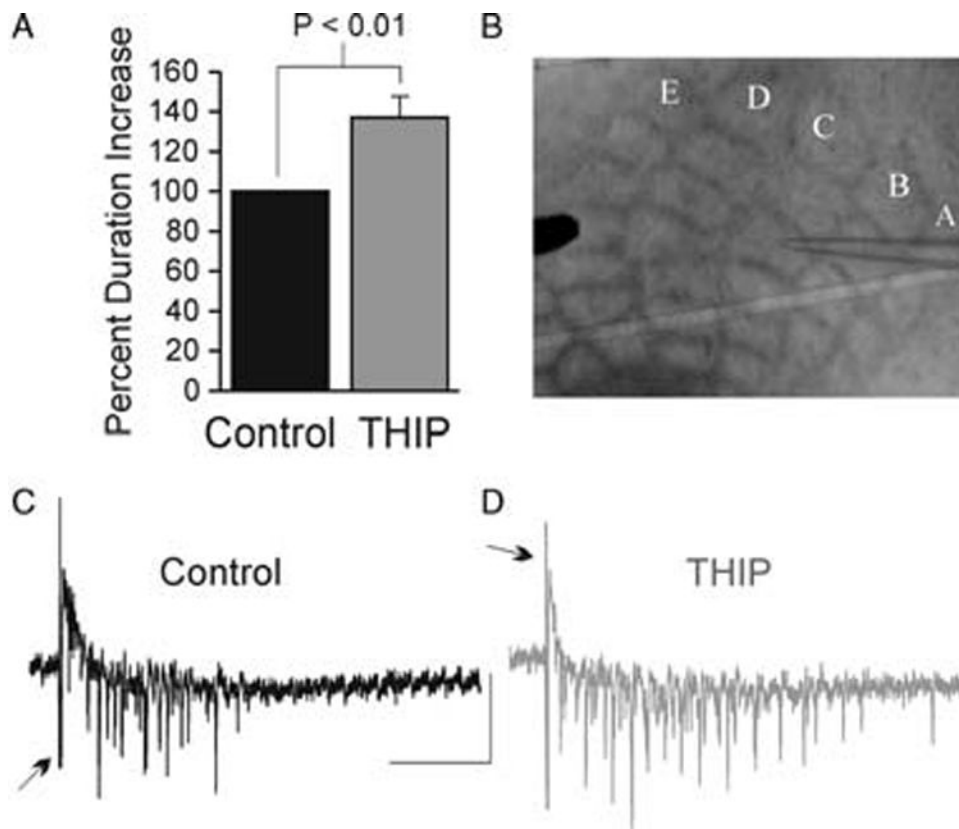 A
P < 0.01
Percent Duration Increase
160
140
120
100
80
60
40
20
0
Control
THIP
B
E
D
C
B
A
C
Control
D
THIP